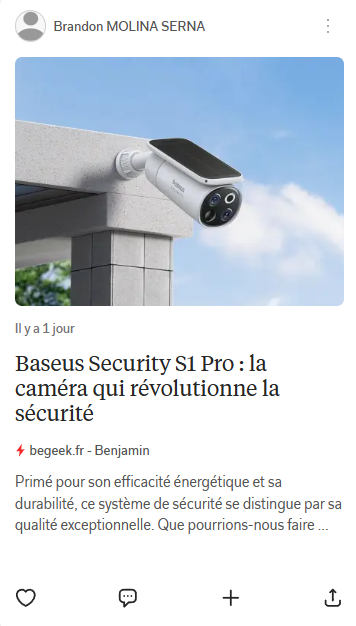 Brandon MOLINA SERNA
baseus
Il y a 1 jour
Baseus Security S1 Pro : la
caméra qui révolutionne la
sécurité
begeek.fr - Benjamin
Primé pour son efficacité énergétique et sa
durabilité, ce système de sécurité se distingue par sa
qualité exceptionnelle. Que pourrions-nous faire ...